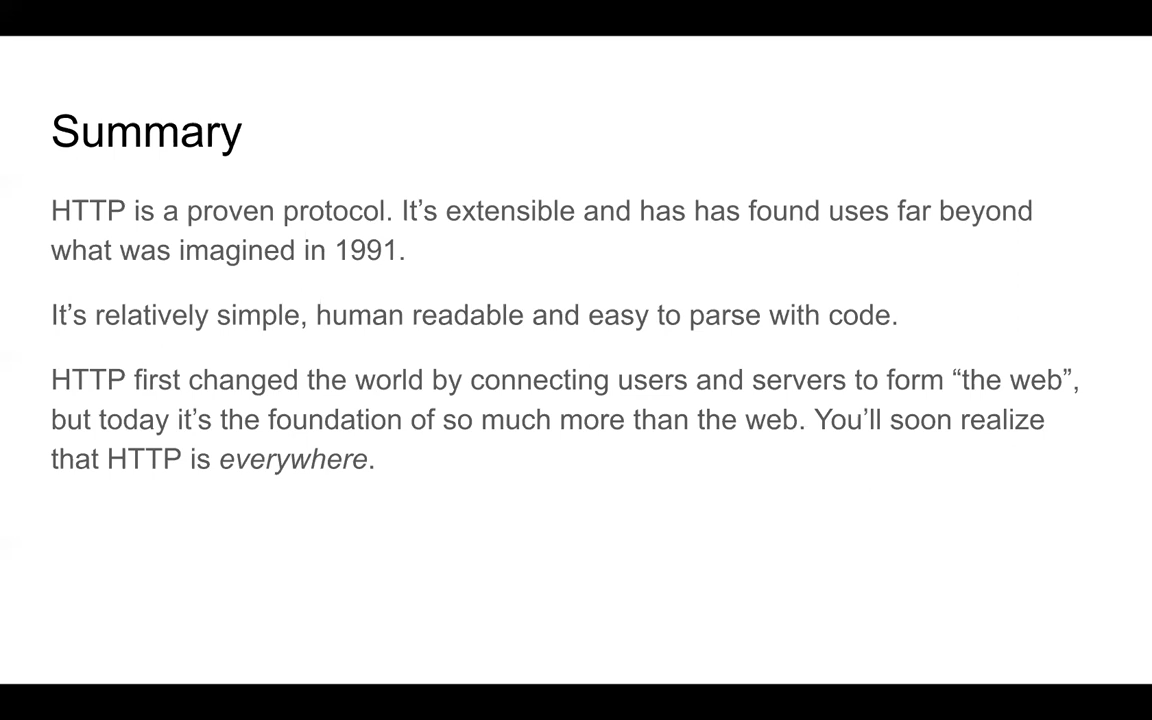 Summary
HTTP is a proven protocol. It’s extensible and has has found uses far beyond
what was imagined in 1991.
It’s relatively simple, human readable and easy to parse with code.
HTTP first changed the world by connecting users and servers to form “the web”,
but today it’s the foundation of so much more than the web. You’ll soon realize
that HTTP is everywhere.